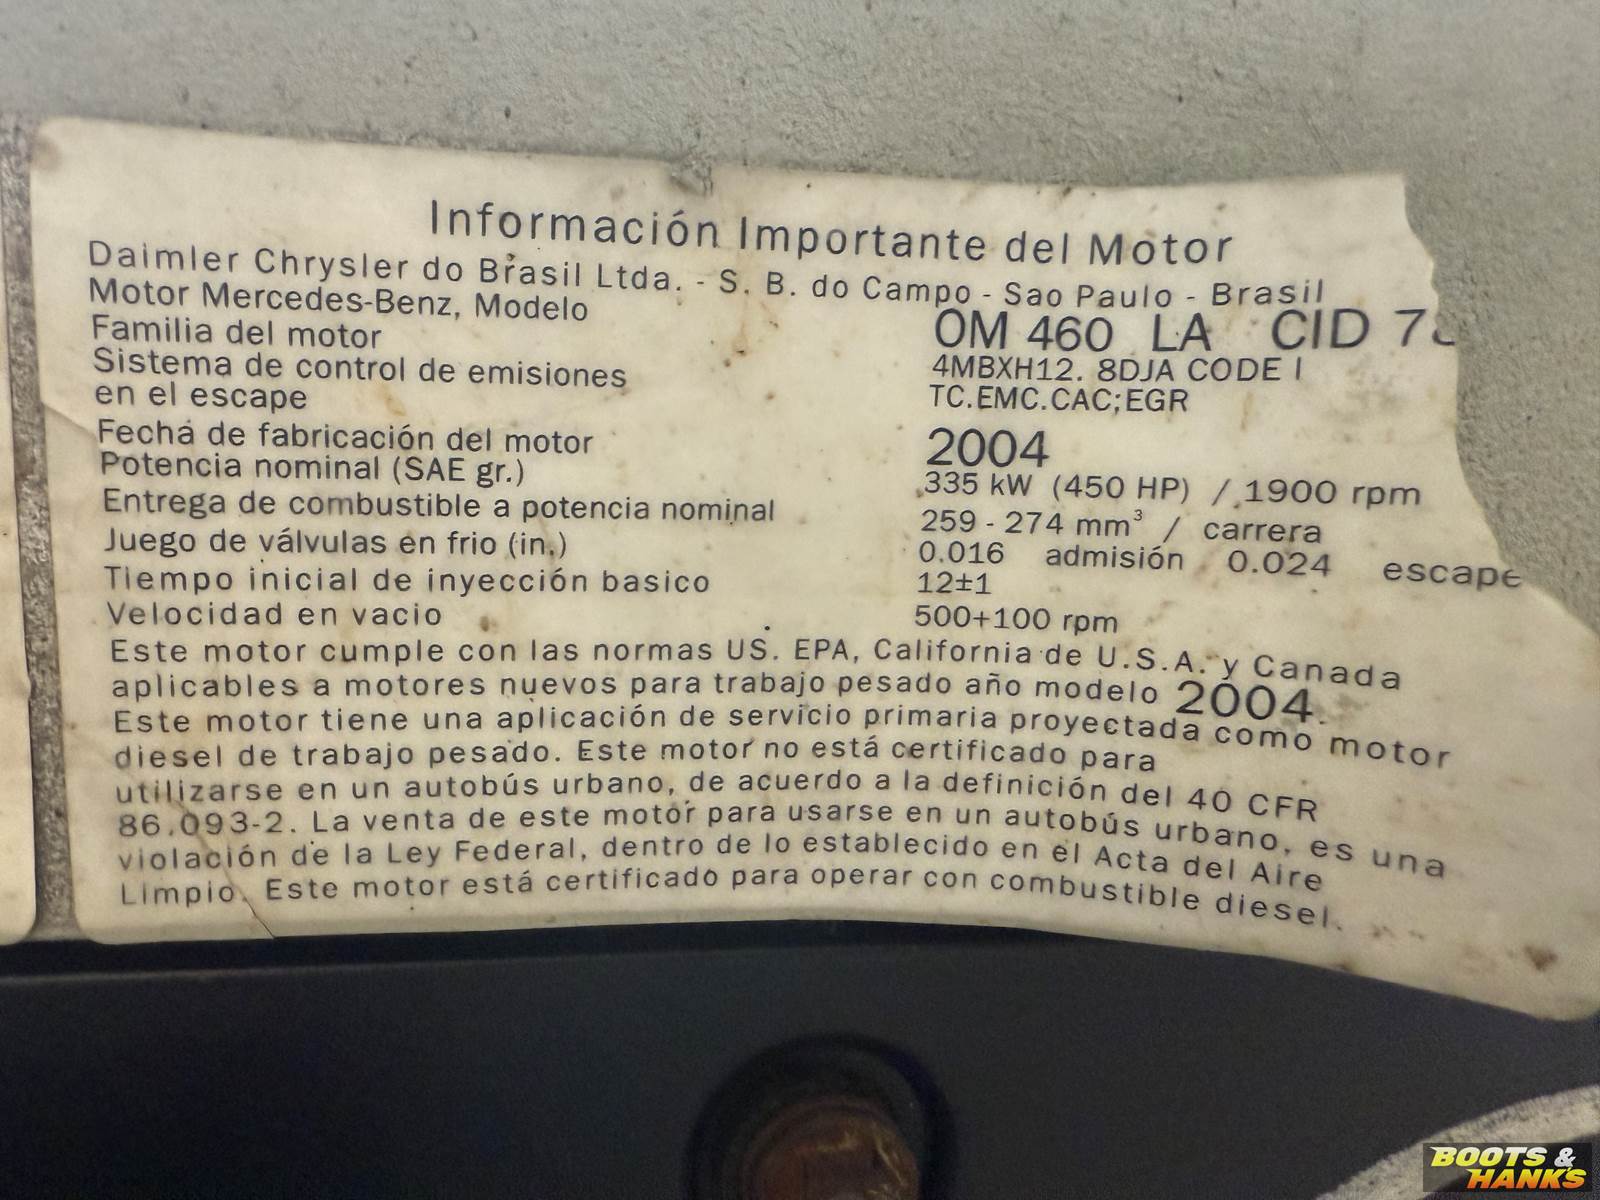 Información Importante del Motor
Daimler Chrysler do Brasil Ltda. - S. B. do Campo - Sao Paulo - Brasil
Motor Mercedes-Benz, Modelo OM 460 LA CID
Familia del motor 4MBXH12. 8DJA CODE I
Sistema de control de emisiones
en el escape TC.EMC.CAC;EGR
Fecha de fabricación del motor 2004
Potencia nominal (SAE gr.) 335 kW (450 HP) / 1900 rpm
Entrega de combustible a potencia nominal 259 - 274 mm³ / carrera
Juego de válvulas en frio (in.) 0.016 admisión 0.024 escape
Tiempo inicial de inyección basico 12±1
Velocidad en vacio 500+100 rpm
Este motor cumple con las normas US. EPA, California de U.S.A. y Canada
aplicables a motores nuevos para trabajo pesado año modelo 2004.
Este motor tiene una aplicación de servicio primaria proyectada como motor
diesel de trabajo pesado. Este motor no está certificado para
utilizarse en un autobús urbano, de acuerdo a la definición del 40 CFR
86.093-2. La venta de este motor para usarse en un autobús urbano, es una
violación de la Ley Federal, dentro de lo establecido en el Acta del Aire
Limpio. Este motor está certificado para operar con combustible diesel.
BOOTS &
HANKS